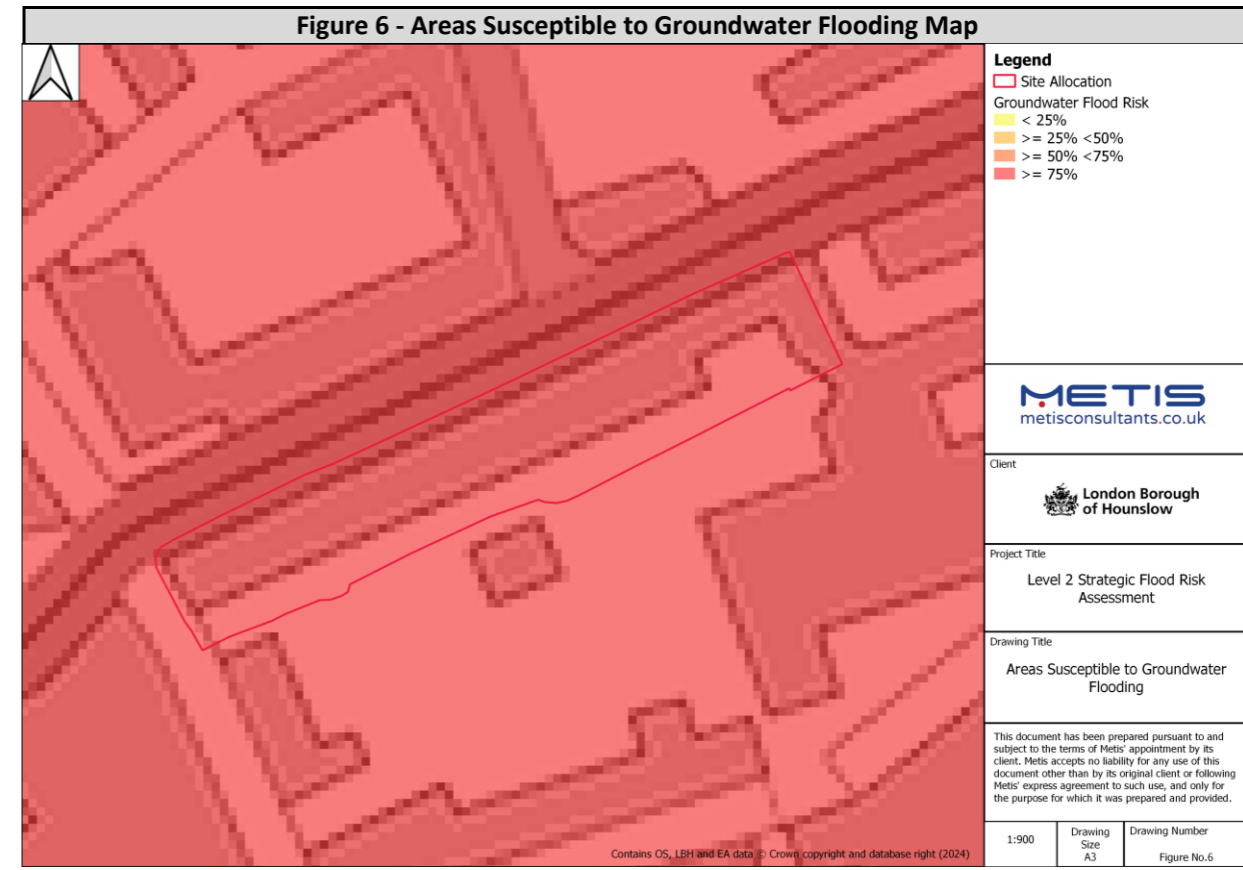 Figure 6 - Areas Susceptible to Groundwater Flooding Map
Contains OS, LBH and EA data © Crown copyright and database right (2024)
Legend
Site Allocation
Groundwater Flood Risk
< 25%
>= 25% <50%
>= 50% <75%
>= 75%
METIS
metisconsultants.co.uk
Client
London Borough
of Hounslow
Project Title
Level 2 Strategic Flood Risk
Assessment
Drawing Title
Areas Susceptible to Groundwater
Flooding
This document has been prepared pursuant to and
subject to the terms of Metis' appointment by its
client. Metis accepts no liability for any use of this
document other than by its original client or following
Metis' express agreement to such use, and only for
the purpose for which it was prepared and provided.
1:900
Drawing
Size
A3
Drawing Number
Figure No.6